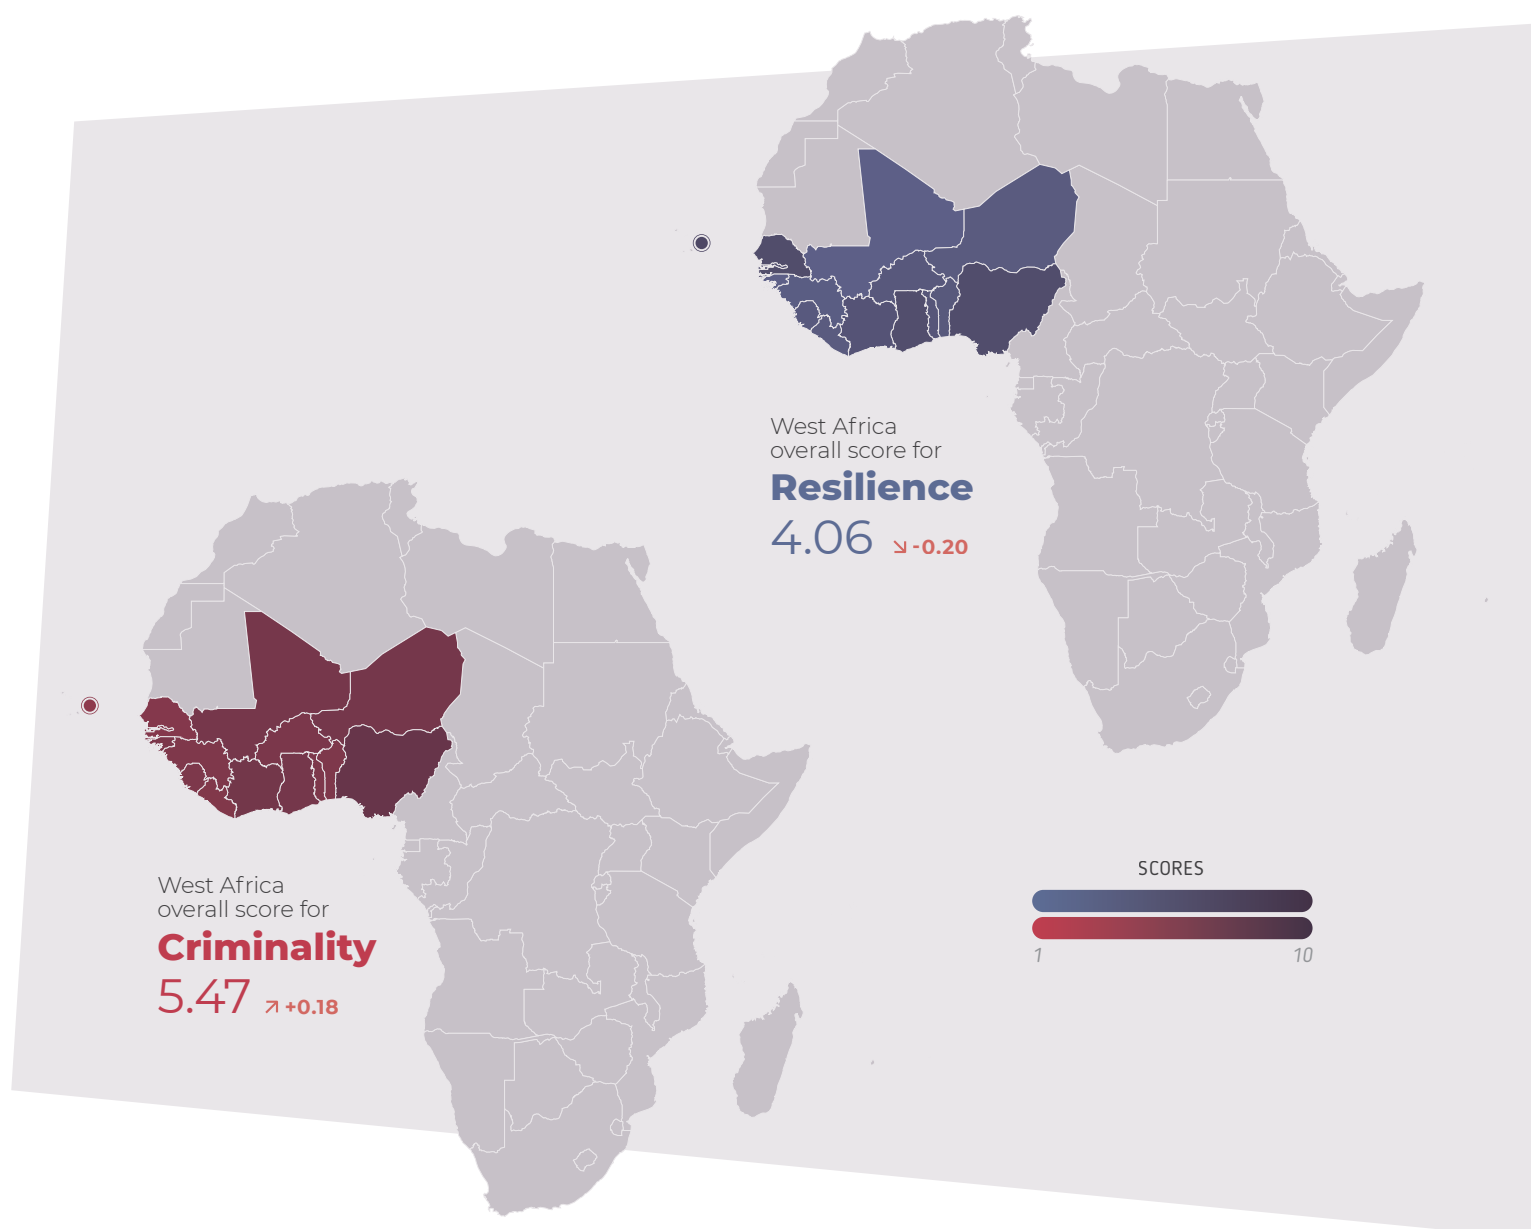 West Africa
overall score for
Resilience
4.06 ↘ -0.20
West Africa
overall score for
Criminality
5.47 ↗ +0.18
SCORES
1 10